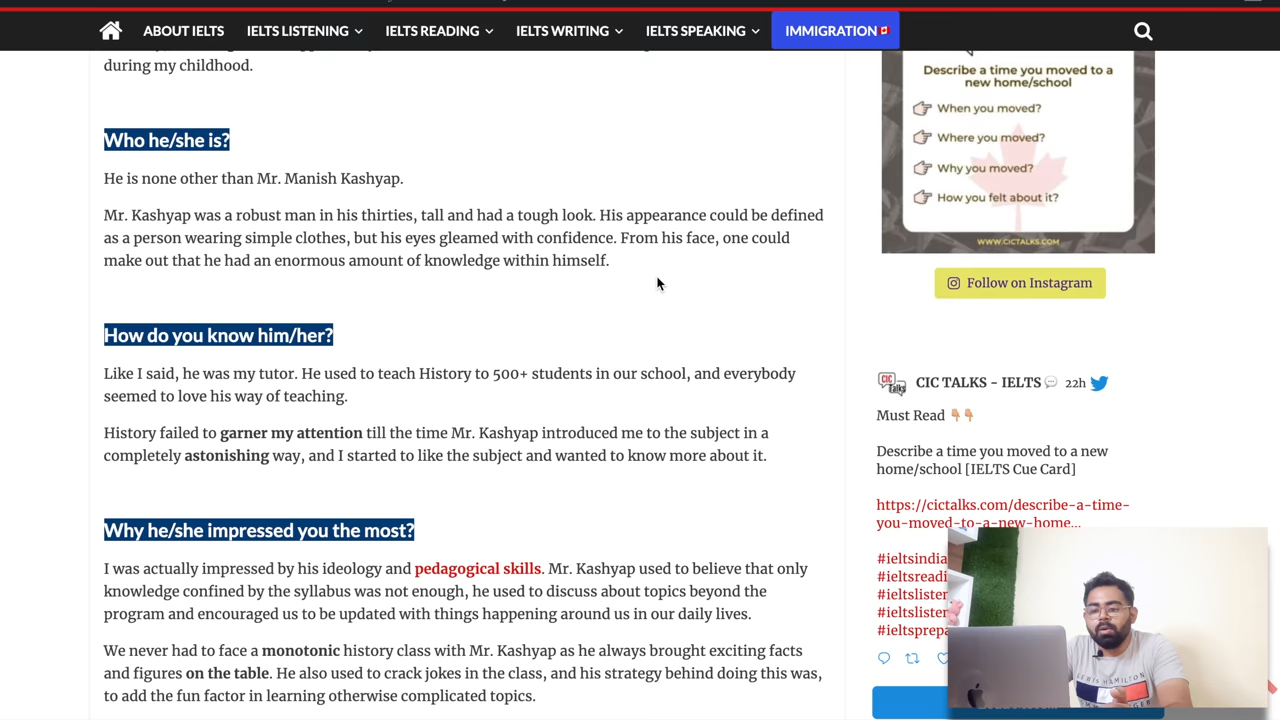 ABOUT IELTS
IELTS LISTENING
IELTS READING
IELTS WRITING
IELTS SPEAKING
IMMIGRATION
during my childhood.
Who he/she is?
He is none other than Mr. Manish Kashyap.
Mr. Kashyap was a robust man in his thirties, tall and had a tough look. His appearance could be defined
as a person wearing simple clothes, but his eyes gleamed with confidence. From his face, one could
make out that he had an enormous amount of knowledge within himself.
How do you know him/her?
Like I said, he was my tutor. He used to teach History to 500+ students in our school, and everybody
seemed to love his way of teaching.
History failed to garner my attention till the time Mr. Kashyap introduced me to the subject in a
completely astonishing way, and I started to like the subject and wanted to know more about it.
Why he/she impressed you the most?
I was actually impressed by his ideology and pedagogical skills. Mr. Kashyap used to believe that only
knowledge confined by the syllabus was not enough, he used to discuss about topics beyond the
program and encouraged us to be updated with things happening around us in our daily lives.
We never had to face a monotonic history class with Mr. Kashyap as he always brought exciting facts
and figures on the table. He also used to crack jokes in the class, and his strategy behind doing this was,
to add the fun factor in learning otherwise complicated topics.
Describe a time you moved to a
new home/school
When you moved?
Where you moved?
Why you moved?
How you felt about it?
WWW.CICTALKS.COM
Follow on Instagram
CIC Talks
CIC TALKS - IELTS 22h
Must Read
Describe a time you moved to a new
home/school [IELTS Cue Card]
https://cictalks.com/describe-a-time-
you-moved-to-a-new-home...
#ieltsindia
#ieltsreadi
#ieltslister
#ieltslister
#ieltsprepa